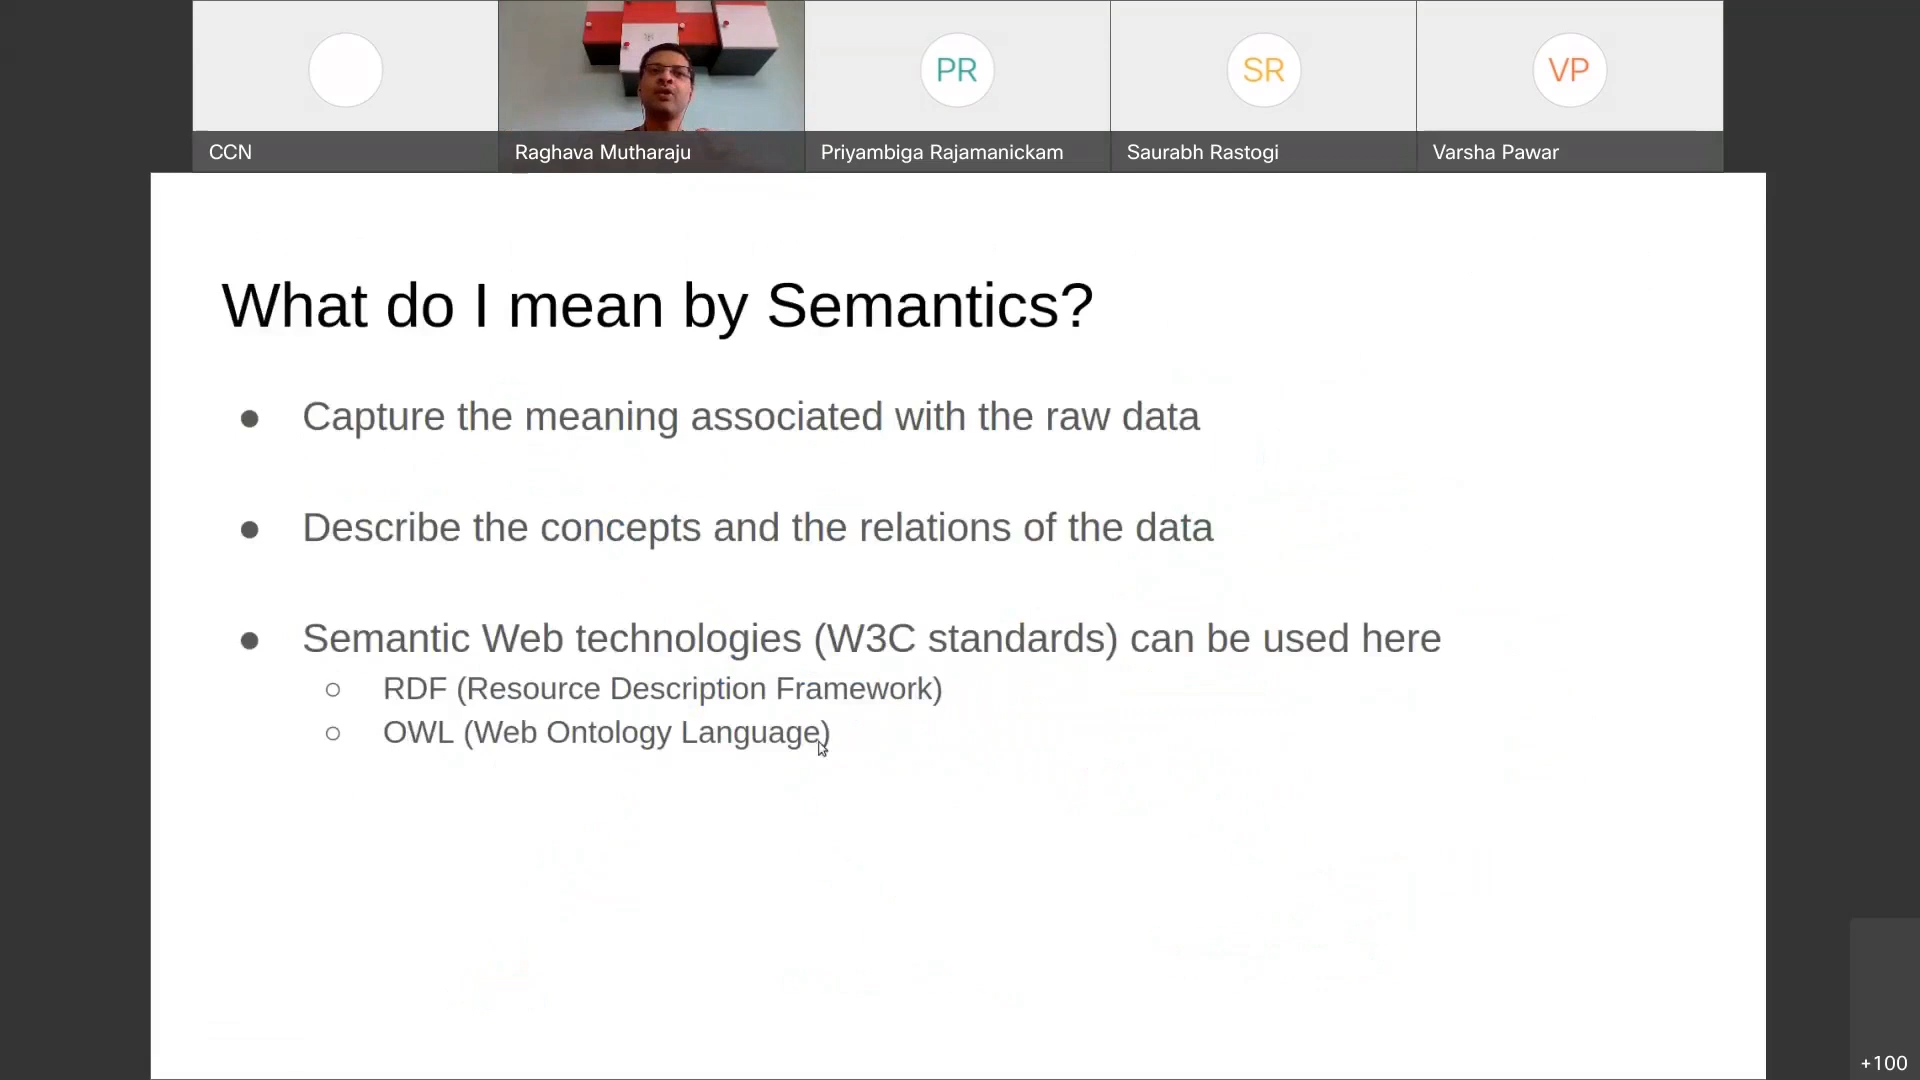 PR
SR
VP
CCN
Raghava Mutharaju
Priyambiga Rajamanickam
Saurabh Rastogi
Varsha Pawar
What do I mean by Semantics?
● Capture the meaning associated with the raw data
● Describe the concepts and the relations of the data
● Semantic Web technologies (W3C standards) can be used here
○ RDF (Resource Description Framework)
○ OWL (Web Ontology Language)
+100